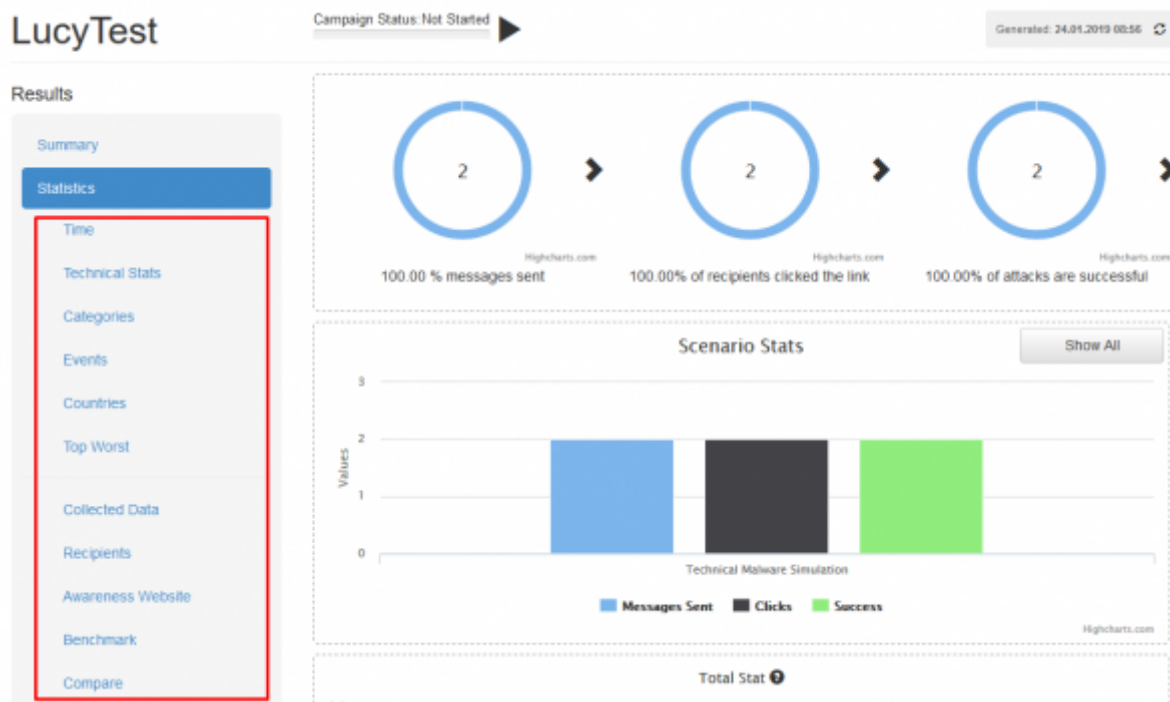 LucyTest
Campaign Status: Not Started
Generated: 24.01.2019 08:56
Results
Summary
Statistics
Time
Technical Stats
Categories
Events
Countries
Top Worst
Collected Data
Recipients
Awareness Website
Benchmark
Compare
2
2
2
Highcharts.com
Highcharts.com
Highcharts.com
100.00 % messages sent
100.00% of recipients clicked the link
100.00% of attacks are successful
Scenario Stats
Show All
3
2
1
0
Values
Technical Malware Simulation
Messages Sent
Clicks
Success
Highcharts.com
Total Stat